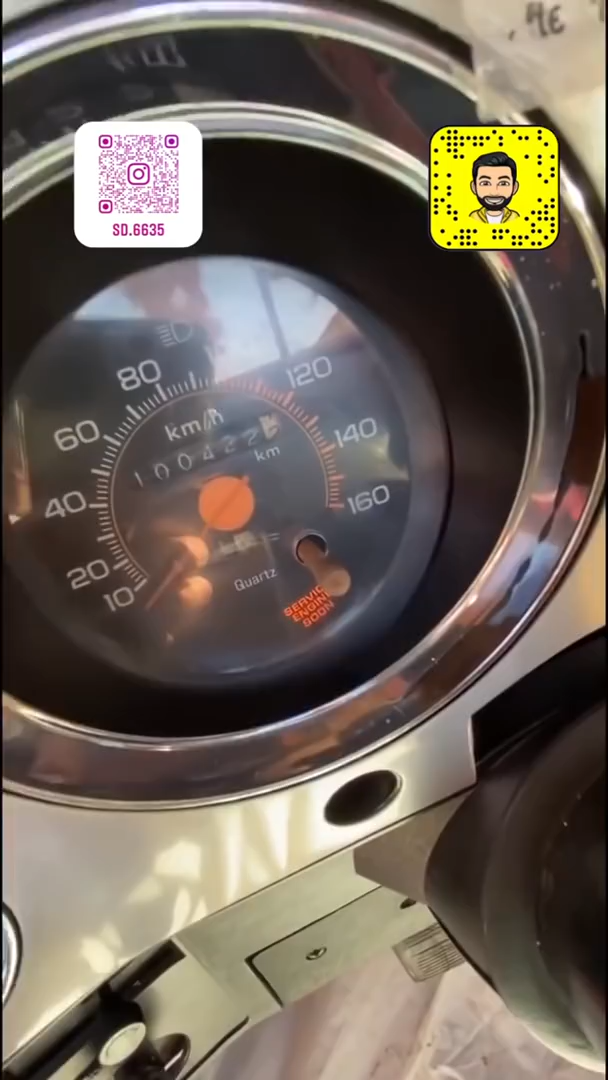 SD.6635
80
120
60
km/h
140
100422
km
40
160
20
10
Quartz
SERVICE
ENGINE
SOON